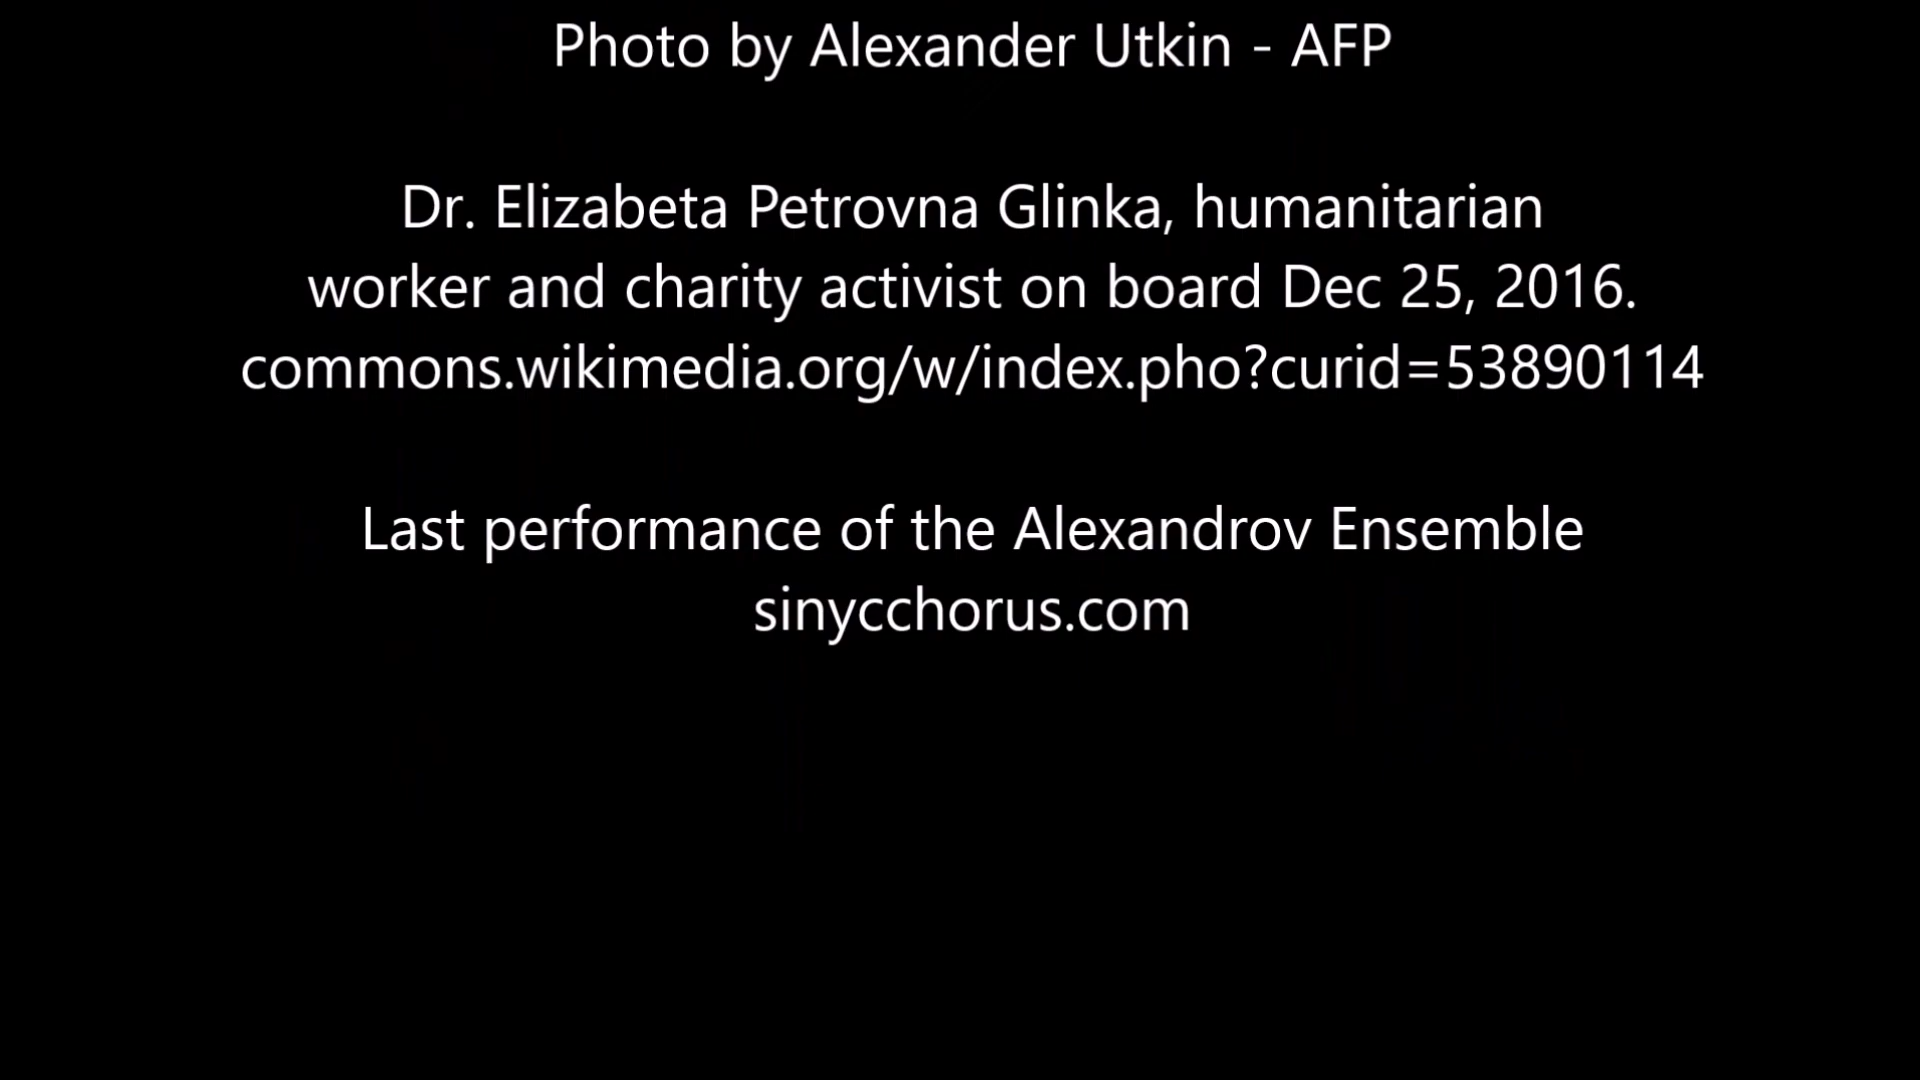 Photo by Alexander Utkin - AFP
Dr. Elizabeta Petrovna Glinka, humanitarian
worker and charity activist on board Dec 25, 2016.
commons.wikimedia.org/w/index.pho?curid=53890114
Last performance of the Alexandrov Ensemble
sinycchorus.com